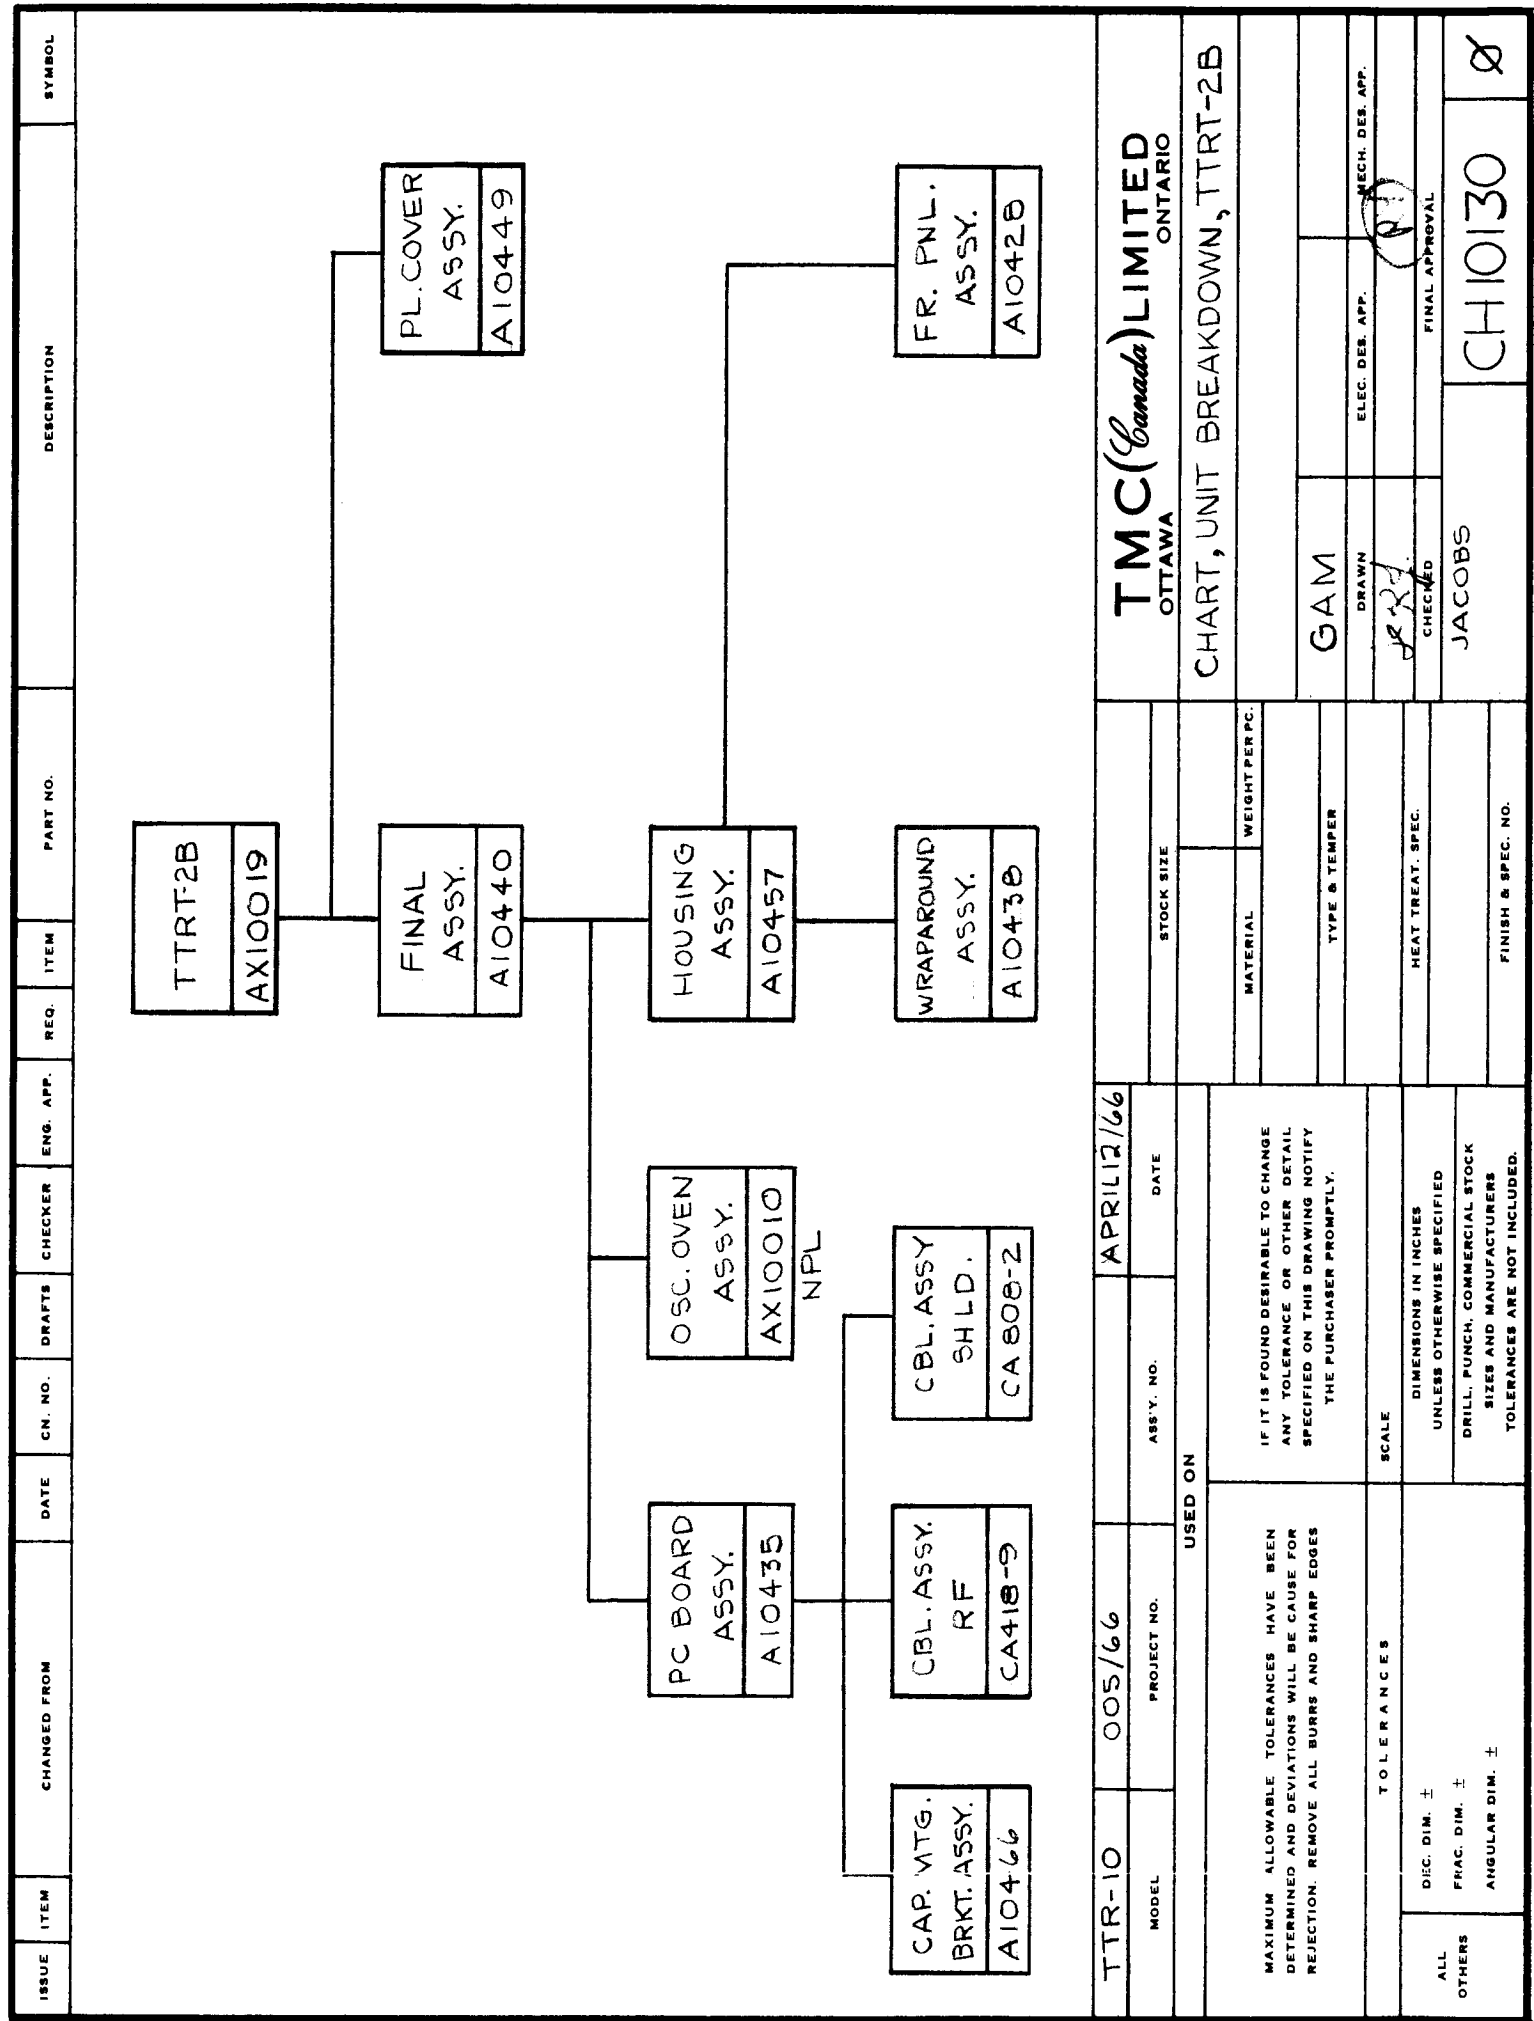 ISSUE
ITEM
CHANGED FROM
DATE
CN. NO.
DRAFTS
CHECKER
ENG. APP.
REQ.
ITEM
PART NO.
DESCRIPTION
SYMBOL
TTRT-2B
AX10019
FINAL
ASSY.
A10440
PL. COVER
ASSY.
A10449
PC BOARD
ASSY.
A10435
OSC. OVEN
ASSY.
AX10010
NPL
HOUSING
ASSY.
A10457
CAP. MTG.
BRKT. ASSY.
A10466
CBL. ASSY.
RF
CA418-9
CBL. ASSY
SHLD.
CA808-2
WRAPAROUND
ASSY.
A10438
FR. PNL.
ASSY.
A10428
TTR-10
005/66
APRIL 12/66
MODEL
PROJECT NO.
ASS'Y. NO.
DATE
USED ON
MAXIMUM ALLOWABLE TOLERANCES HAVE BEEN
DETERMINED AND DEVIATIONS WILL BE CAUSE FOR
REJECTION. REMOVE ALL BURRS AND SHARP EDGES
IF IT IS FOUND DESIRABLE TO CHANGE
ANY TOLERANCE OR OTHER DETAIL
SPECIFIED ON THIS DRAWING NOTIFY
THE PURCHASER PROMPTLY.
TOLERANCES
SCALE
ALL
OTHERS
DEC. DIM. ±
FRAC. DIM. ±
ANGULAR DIM. ±
DIMENSIONS IN INCHES
UNLESS OTHERWISE SPECIFIED
DRILL, PUNCH, COMMERCIAL STOCK
SIZES AND MANUFACTURERS
TOLERANCES ARE NOT INCLUDED.
STOCK SIZE
MATERIAL
WEIGHT PER PC.
TYPE & TEMPER
HEAT TREAT. SPEC.
FINISH & SPEC. NO.
TMC (Canada) LIMITED
OTTAWA ONTARIO
CHART, UNIT BREAKDOWN, TTRT-2B
GAM
DRAWN
ELEC. DES. APP.
MECH. DES. APP.
CHECKED
FINAL APPROVAL
JACOBS
CH10130
Ø